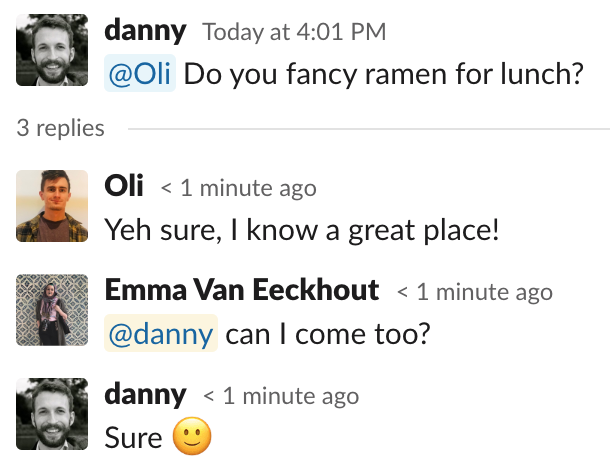 danny Today at 4:01 PM
@Oli Do you fancy ramen for lunch?
3 replies
Oli < 1 minute ago
Yeh sure, I know a great place!
Emma Van Eeckhout < 1 minute ago
@danny can I come too?
danny < 1 minute ago
Sure 🙂